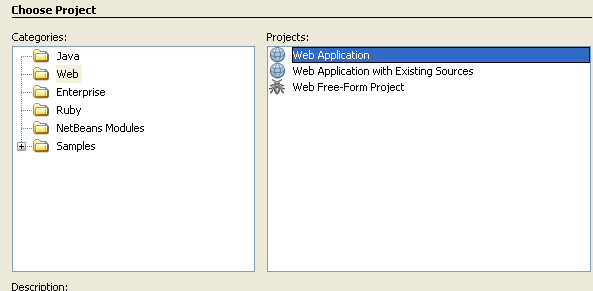 Choose Project
Categories:
Java
Web
Enterprise
Ruby
NetBeans Modules
Samples
Projects:
Web Application
Web Application with Existing Sources
Web Free-Form Project
Description: